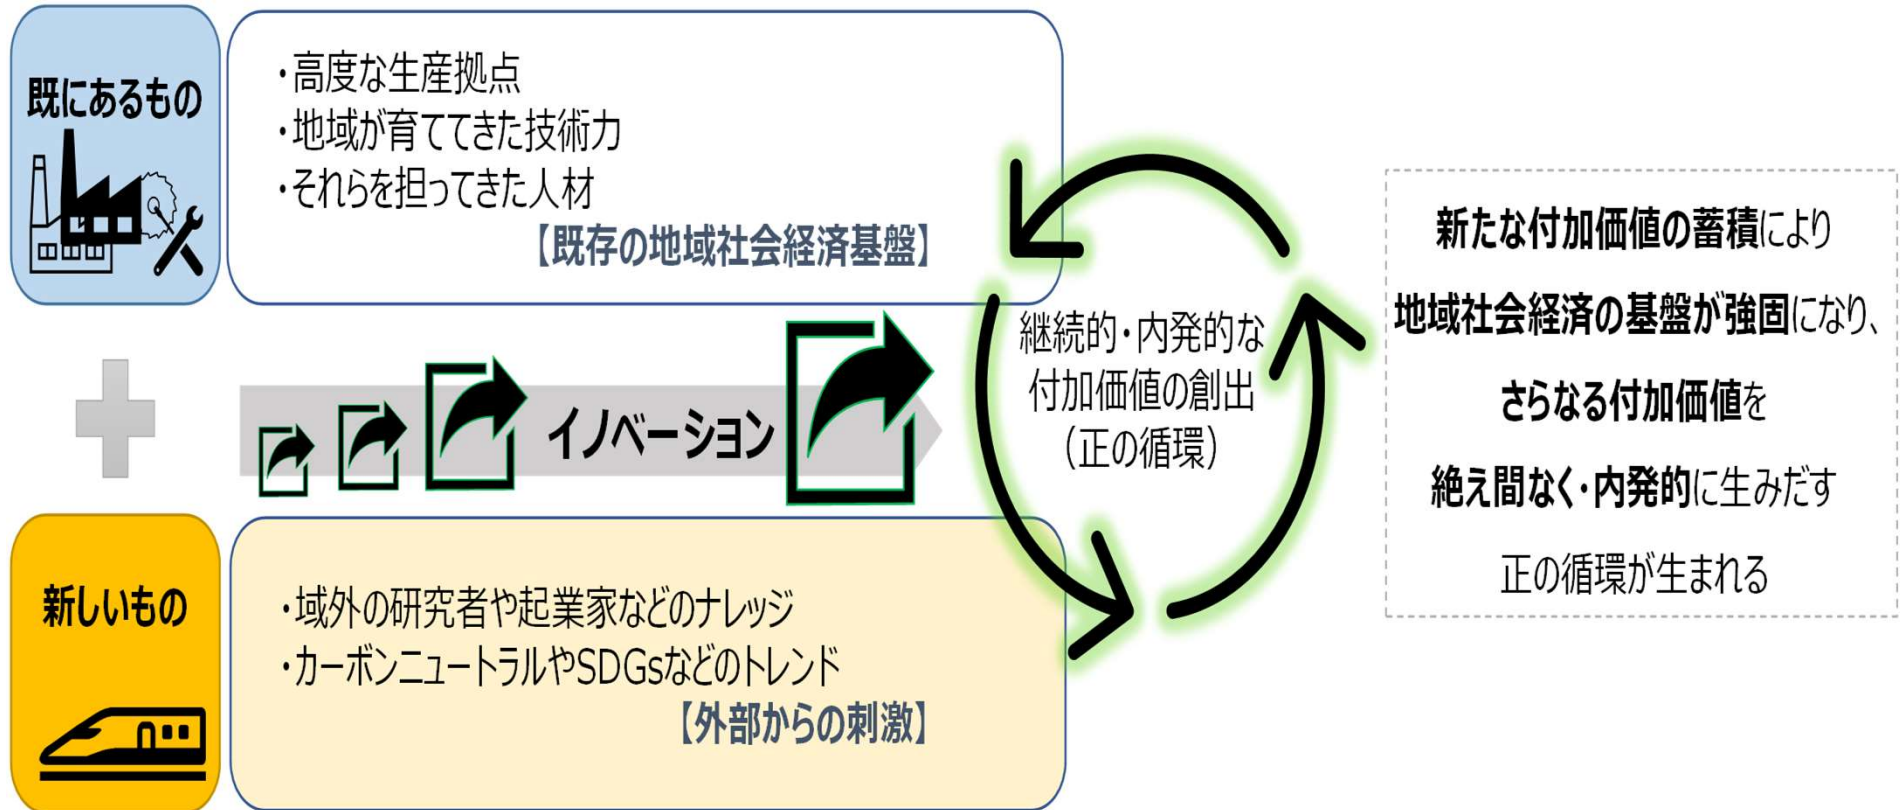 既にあるもの
・高度な生産拠点
・地域が育ててきた技術力
・それらを担ってきた人材
【既存の地域社会経済基盤】
イノベーション
新しいもの
・域外の研究者や起業家などのナレッジ
・カーボンニュートラルやSDGsなどのトレンド
【外部からの刺激】
継続的・内発的な
付加価値の創出
(正の循環)
新たな付加価値の蓄積により
地域社会経済の基盤が強固になり、
さらなる付加価値を
絶え間なく・内発的に生みだす
正の循環が生まれる